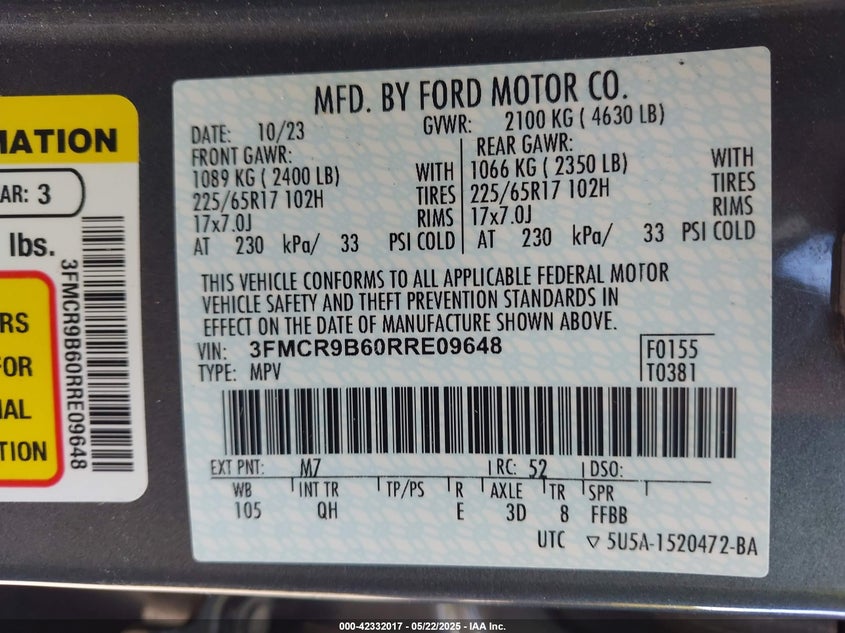 MATION
AR: 3
lbs.
3FMCR9B60RRE09648
RS
FOR
IAL
TION
MFD. BY FORD MOTOR CO.
DATE: 10/23 GVWR: 2100 KG ( 4630 LB)
FRONT GAWR: REAR GAWR:
1089 KG ( 2400 LB) WITH 1066 KG ( 2350 LB) WITH
225/65R17 102H TIRES 225/65R17 102H TIRES
17x7.0J RIMS 17x7.0J RIMS
AT 230 kPa/ 33 PSI COLD AT 230 kPa/ 33 PSI COLD
THIS VEHICLE CONFORMS TO ALL APPLICABLE FEDERAL MOTOR
VEHICLE SAFETY AND THEFT PREVENTION STANDARDS IN
EFFECT ON THE DATE OF MANUFACTURE SHOWN ABOVE.
VIN: 3FMCR9B60RRE09648 F0155
TYPE: MPV T0381
EXT PNT: M7 RC: 52 DSO:
WB INT TR TP/PS R AXLE TR SPR
105 QH E 3D 8 FFBB
UTC ▽ 5U5A-1520472-BA
000-42332017 - 05/22/2025 - IAA Inc.